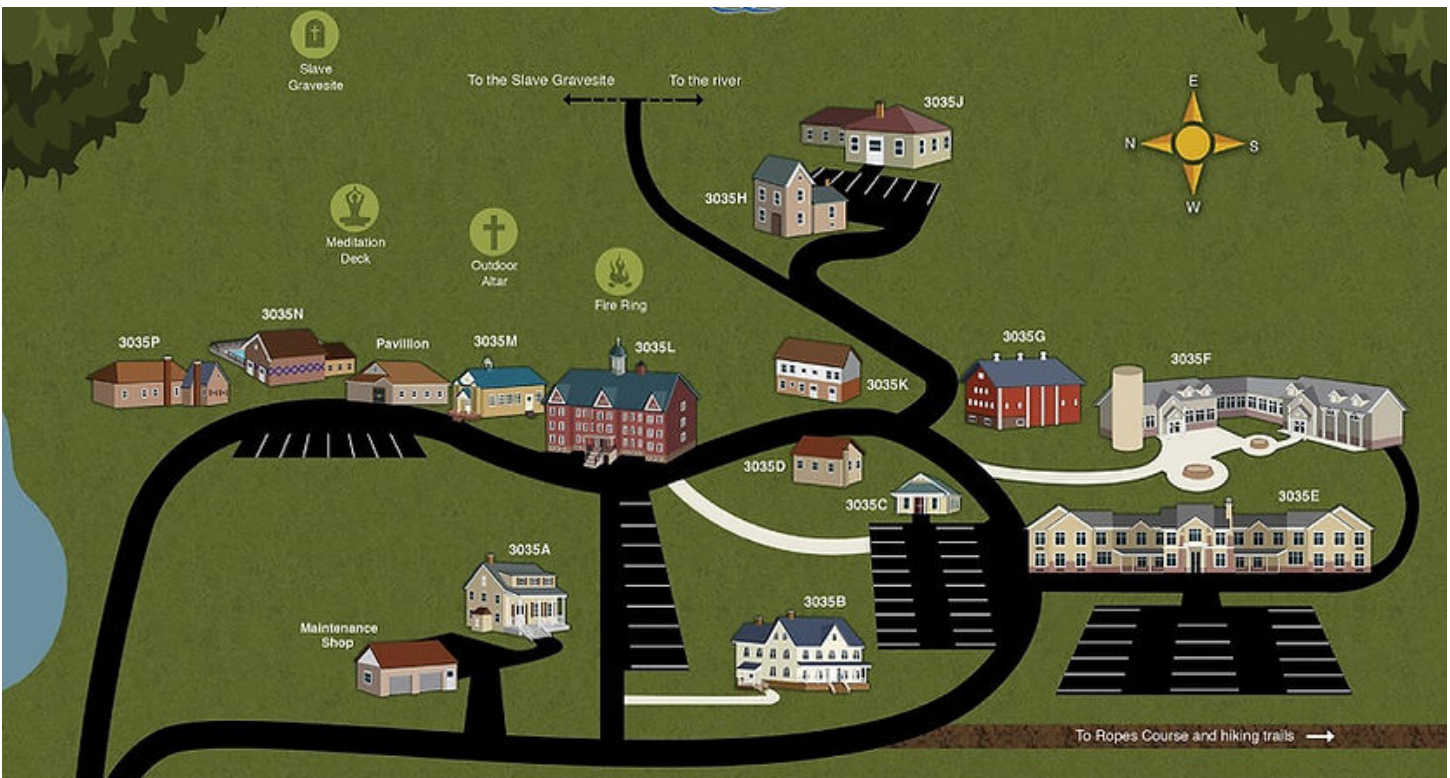 Slave
Gravesite
To the Slave Gravesite
To the river
3035J
E
N
S
W
3035H
Meditation
Deck
Outdoor
Altar
Fire Ring
3035N
3035P
Pavillion
3035M
3035L
3035K
3035G
3035F
3035D
3035C
3035E
3035A
3035B
Maintenance
Shop
To Ropes Course and hiking trails